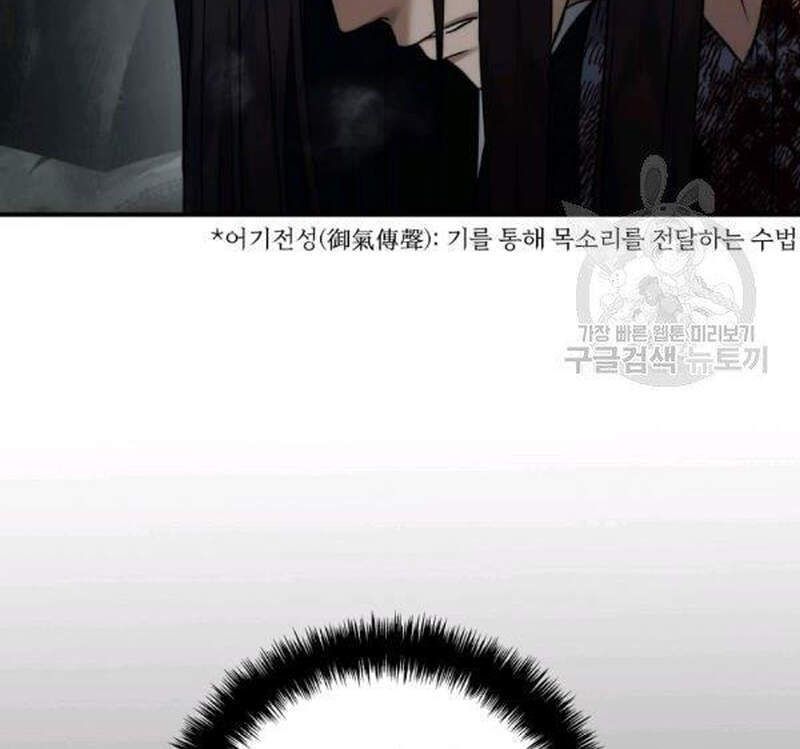 *어기전성(御氣傳聲): 기를 통해 목소리를 전달하는 수법
가장 빠른 웹툰 미리보기
구글검색 뉴토끼